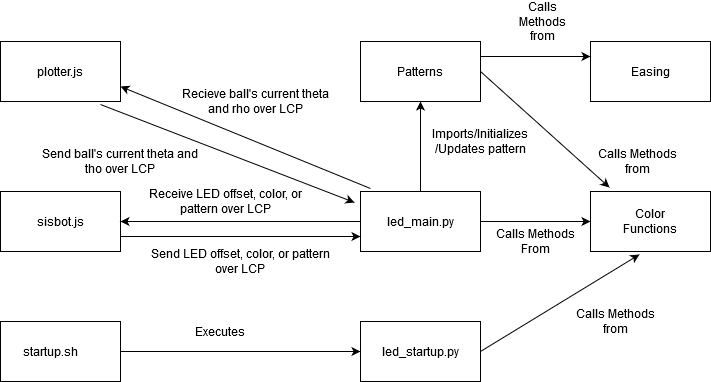 Calls
Methods
from
plotter.js
Patterns
Easing
Recieve ball's current theta
and rho over LCP
Imports/Initializes
/Updates pattern
Send ball's current theta and
tho over LCP
Calls Methods
from
Receive LED offset, color, or
pattern over LCP
sisbot.js
led_main.py
Color
Functions
Calls Methods
From
Send LED offset, color, or pattern
over LCP
Calls Methods
from
Executes
startup.sh
led_startup.py